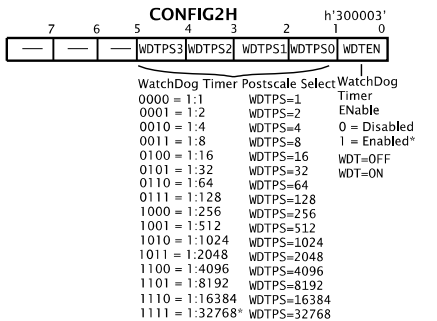 CONFIG2H h'300003'
7 6 5 4 3 2 1 0
— — — WDTPS3 WDTPS2 WDTPS1 WDTPS0 WDTEN
WatchDog Timer Postscale Select
0000 = 1:1 WDTPS=1
0001 = 1:2 WDTPS=2
0010 = 1:4 WDTPS=4
0011 = 1:8 WDTPS=8
0100 = 1:16 WDTPS=16
0101 = 1:32 WDTPS=32
0110 = 1:64 WDTPS=64
0111 = 1:128 WDTPS=128
1000 = 1:256 WDTPS=256
1001 = 1:512 WDTPS=512
1010 = 1:1024 WDTPS=1024
1011 = 1:2048 WDTPS=2048
1100 = 1:4096 WDTPS=4096
1101 = 1:8192 WDTPS=8192
1110 = 1:16384 WDTPS=16384
1111 = 1:32768* WDTPS=32768
WatchDog
Timer
ENable
0 = Disabled
1 = Enabled*
WDT=OFF
WDT=ON